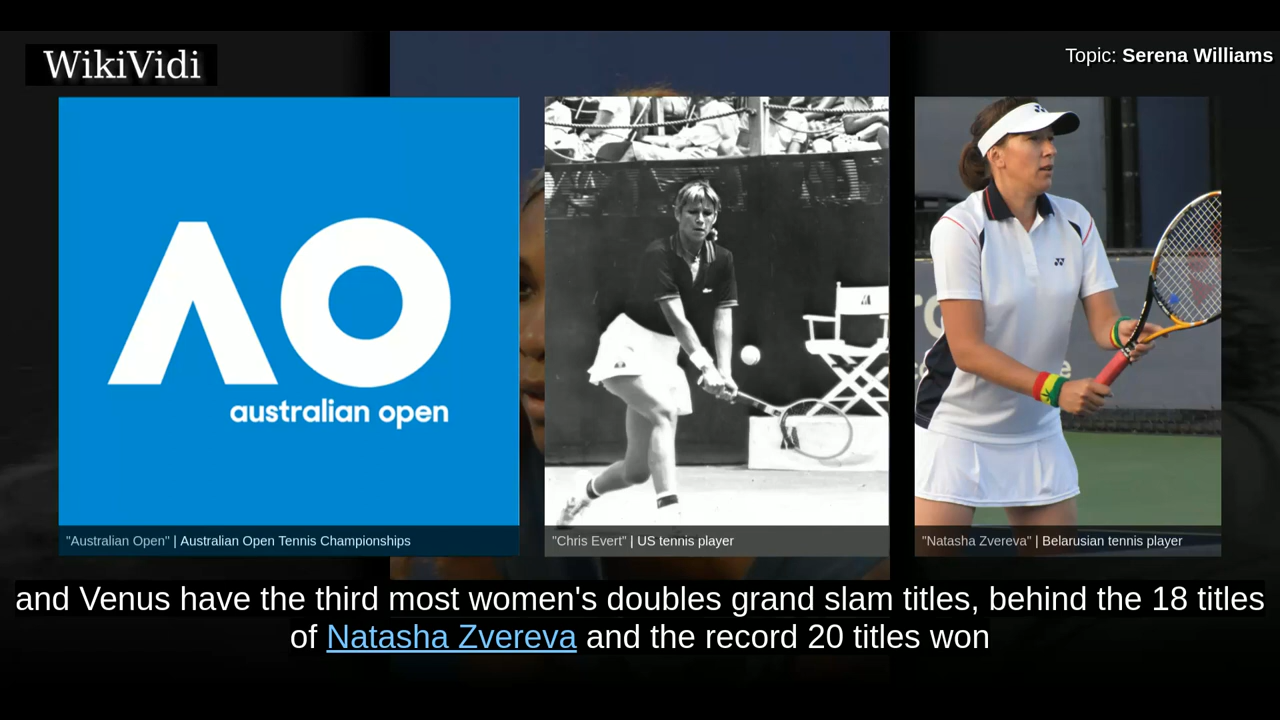 WikiVidi
Topic: Serena Williams
AO
australian open
"Australian Open" | Australian Open Tennis Championships
"Chris Evert" | US tennis player
"Natasha Zvereva" | Belarusian tennis player
and Venus have the third most women's doubles grand slam titles, behind the 18 titles
of Natasha Zvereva and the record 20 titles won